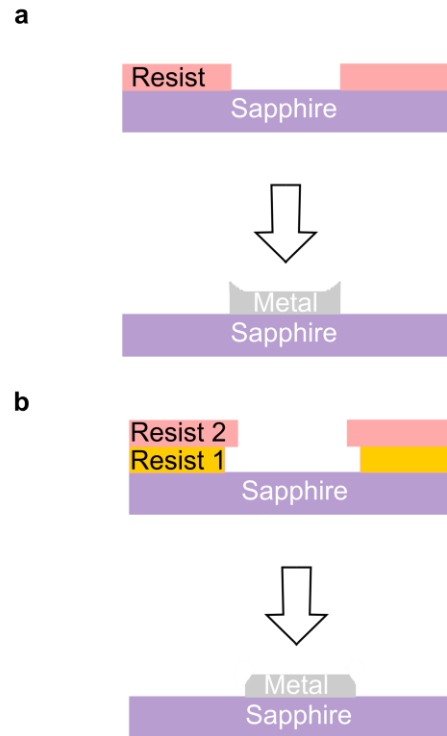 a
Resist
Sapphire
Metal
Sapphire
b
Resist 2
Resist 1
Sapphire
Metal
Sapphire